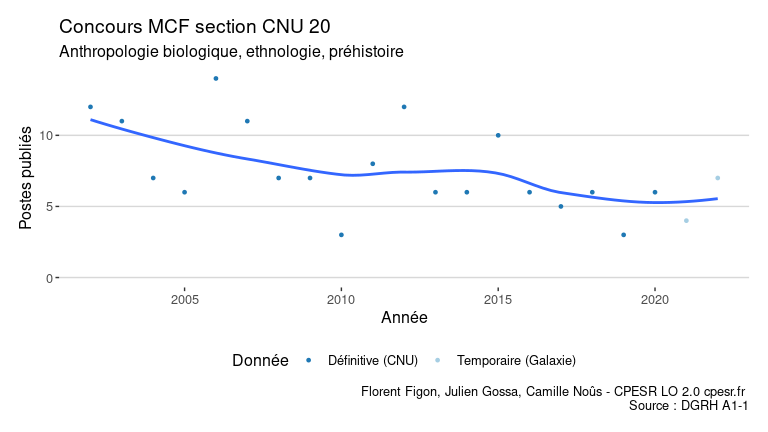 Concours MCF section CNU 20
Anthropologie biologique, ethnologie, préhistoire
Postes publiés
10
5
0
2005 2010 2015 2020
Année
Donnée Définitive (CNU) Temporaire (Galaxie)
Florent Figon, Julien Gossa, Camille Noûs - CPESR LO 2.0 cpesr.fr
Source : DGRH A1-1